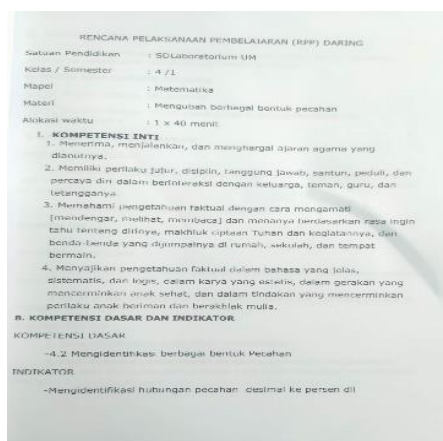 RENCANA PELAKSANAAN PEMBELAJARAN (RPP) DARING
Satuan Pendidikan : SDLaboratorium UM
Kelas / Semester : 4 /1
Mapel : Matematika
Materi : Mengubah berbagai bentuk pecahan
Alokasi waktu : 1 x 40 menit
I. KOMPETENSI INTI
1. Menerima, menjalankan, dan menghargai ajaran agama yang
dianutnya.
2. Memiliki perilaku jujur, disiplin, tanggung jawab, santun, peduli, dan
percaya diri dalam berinteraksi dengan keluarga, teman, guru, dan
tetangganya.
3. Memahami pengetahuan faktual dengan cara mengamati
[mendengar, melihat, membaca] dan menanya berdasarkan rasa ingin
tahu tentang dirinya, makhluk ciptaan Tuhan dan kegiatannya, dan
benda-benda yang dijumpainya di rumah, sekolah, dan tempat
bermain.
4. Menyajikan pengetahuan faktual dalam bahasa yang jelas,
sistematis, dan logis, dalam karya yang estetis, dalam gerakan yang
mencerminkan anak sehat, dan dalam tindakan yang mencerminkan
perilaku anak beriman dan berakhlak mulia.
B. KOMPETENSI DASAR DAN INDIKATOR
KOMPETENSI DASAR
-4.2 Mengidentifikasi berbagai bentuk Pecahan
INDIKATOR
-Mengidentifikasi hubungan pecahan desimal ke persen dll